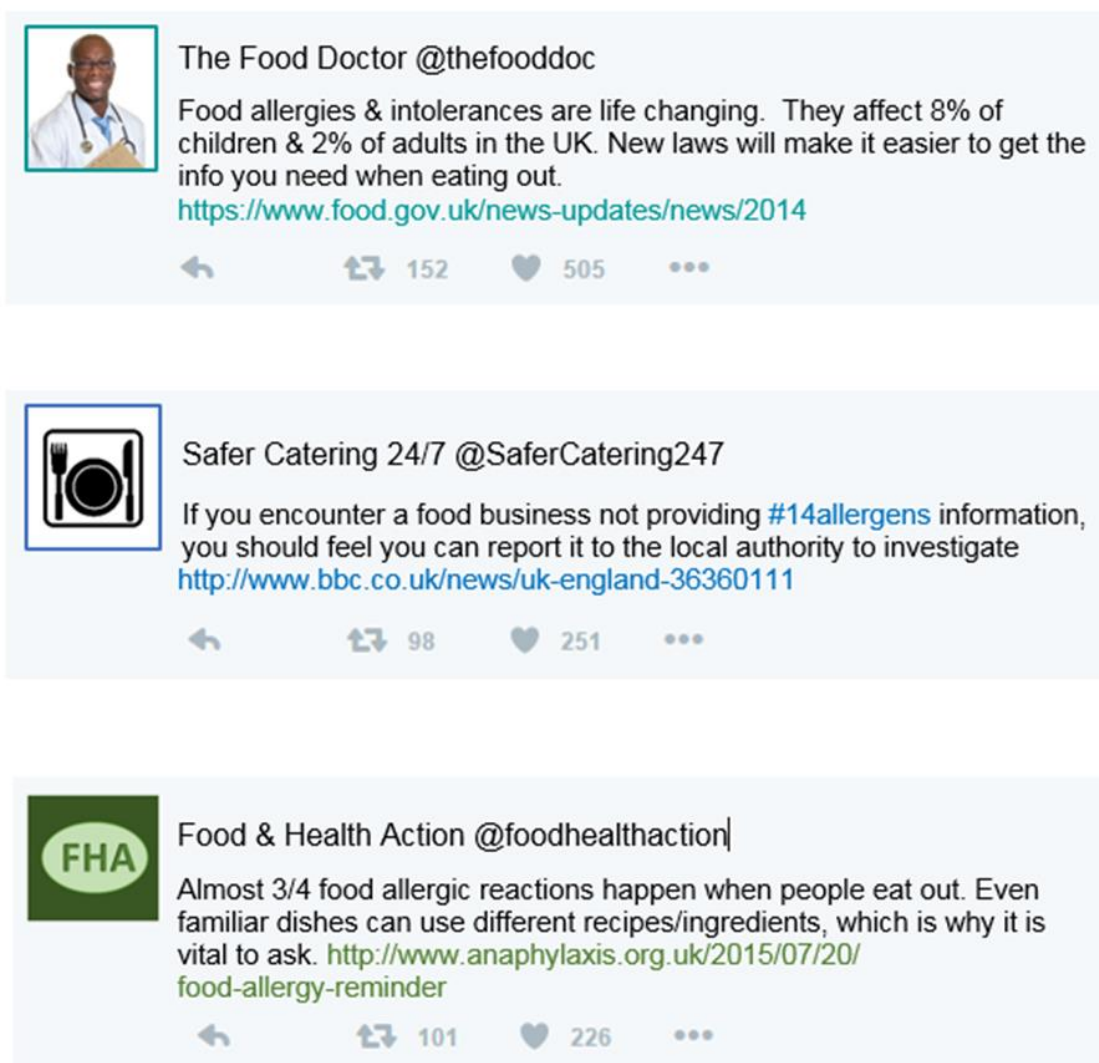 The Food Doctor @thefooddoc
Food allergies & intolerances are life changing.  They affect 8% of
children & 2% of adults in the UK. New laws will make it easier to get the
info you need when eating out.
https://www.food.gov.uk/news-updates/news/2014
152 505
Safer Catering 24/7 @SaferCatering247
If you encounter a food business not providing #14allergens information,
you should feel you can report it to the local authority to investigate
http://www.bbc.co.uk/news/uk-england-36360111
98 251
FHA
Food & Health Action @foodhealthaction
Almost 3/4 food allergic reactions happen when people eat out. Even
familiar dishes can use different recipes/ingredients, which is why it is
vital to ask. http://www.anaphylaxis.org.uk/2015/07/20/
food-allergy-reminder
101 226